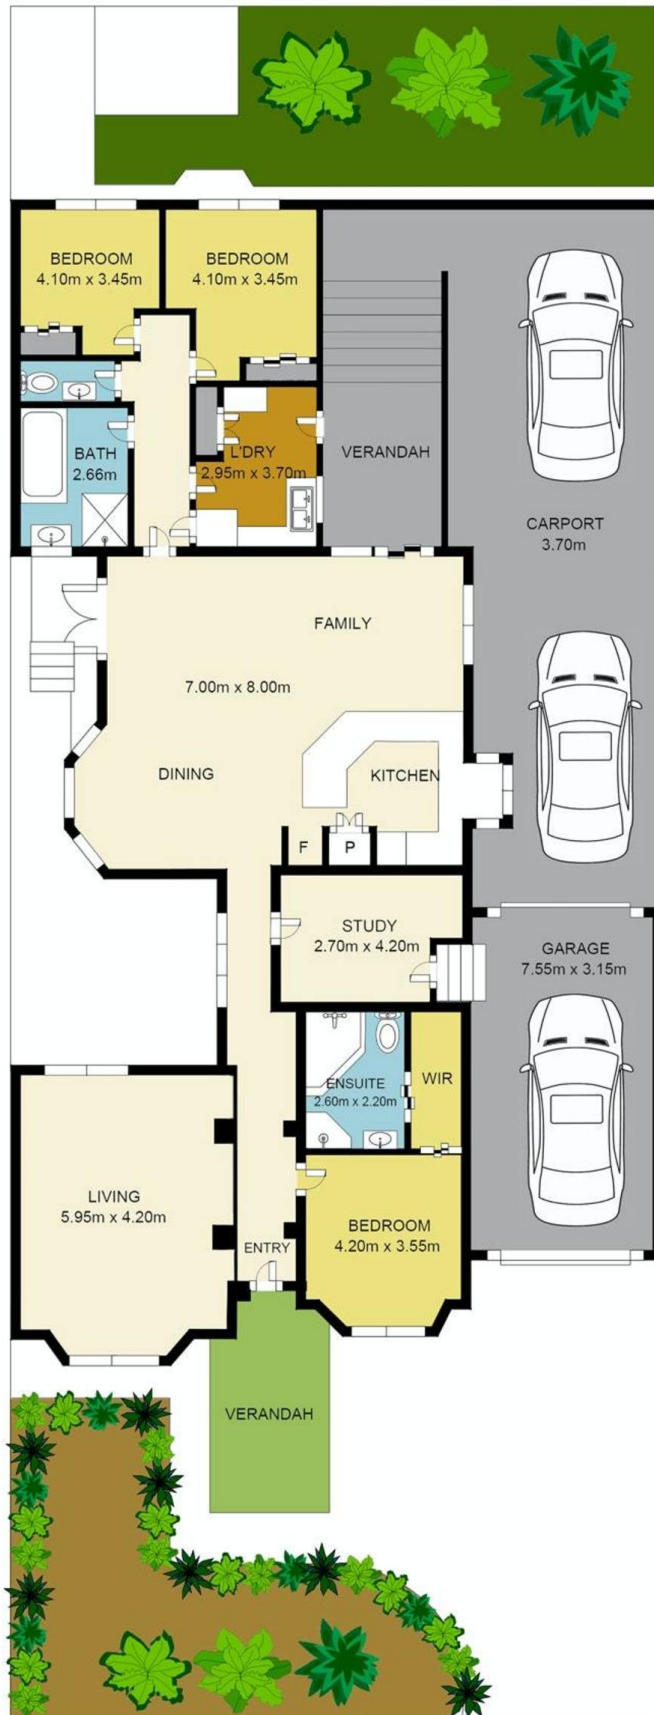 BEDROOM
4.10m x 3.45m
BEDROOM
4.10m x 3.45m
BATH
2.66m
L'DRY
2.95m x 3.70m
VERANDAH
CARPORT
3.70m
FAMILY
7.00m x 8.00m
DINING
KITCHEN
F
P
STUDY
2.70m x 4.20m
GARAGE
7.55m x 3.15m
ENSUITE
2.60m x 2.20m
WIR
LIVING
5.95m x 4.20m
BEDROOM
4.20m x 3.55m
ENTRY
VERANDAH